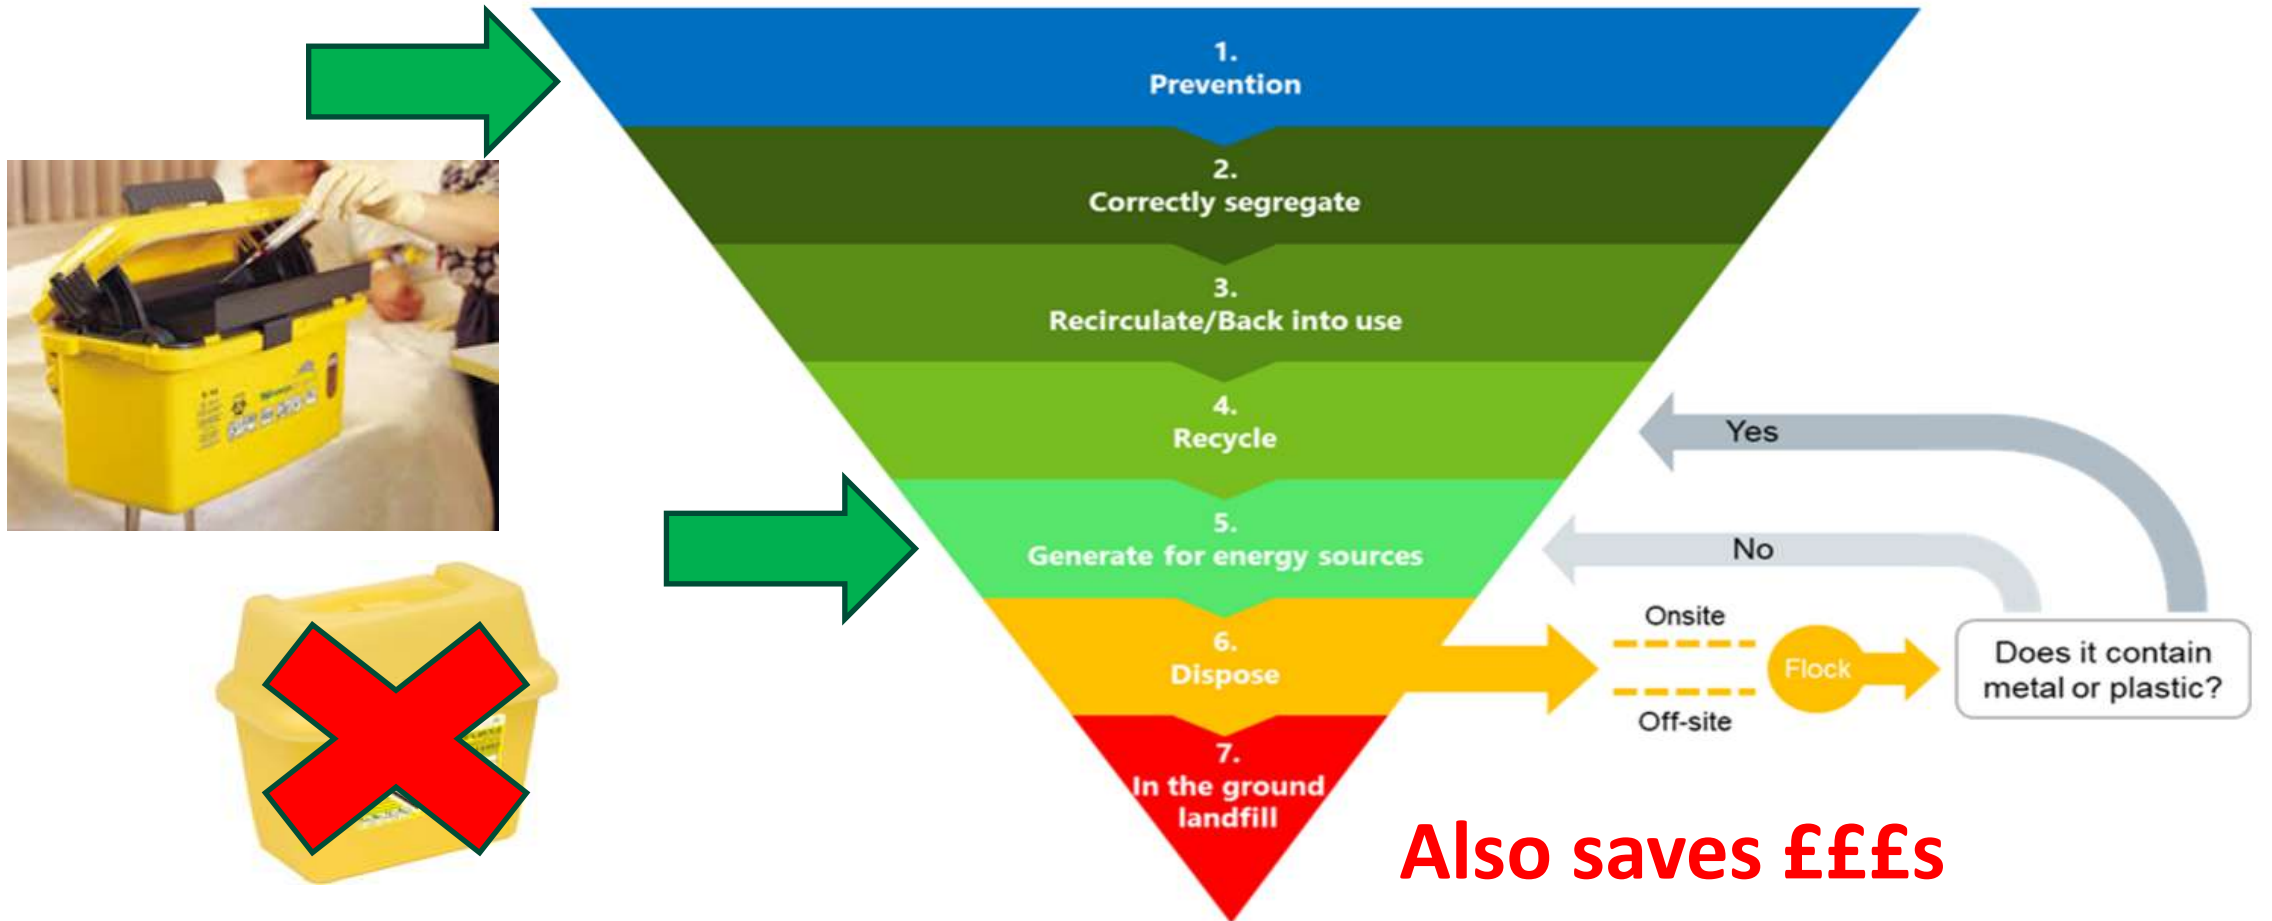 1.
Prevention
2.
Correctly segregate
3.
Recirculate/Back into use
4.
Recycle
Yes
5.
Generate for energy sources
No
6.
Dispose
Onsite
Off-site
Flock
Does it contain
metal or plastic?
7.
In the ground
landfill
Also saves £££s